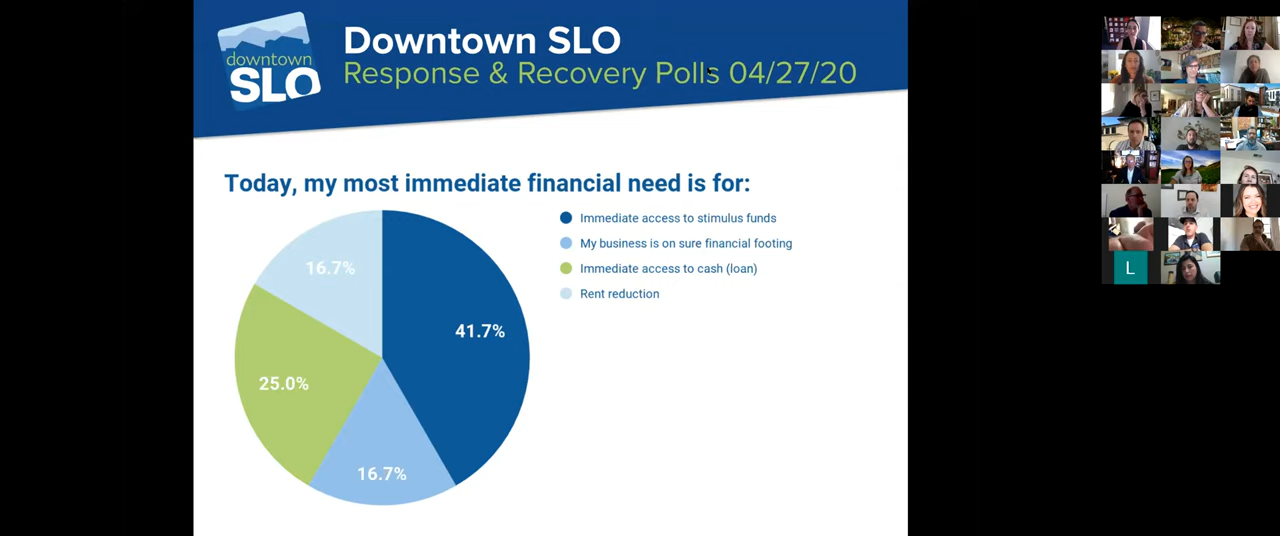 downtown
SLO
Downtown SLO
Response & Recovery Polls 04/27/20
Today, my most immediate financial need is for:
Immediate access to stimulus funds
My business is on sure financial footing
Immediate access to cash (loan)
Rent reduction
16.7%
41.7%
25.0%
16.7%
L